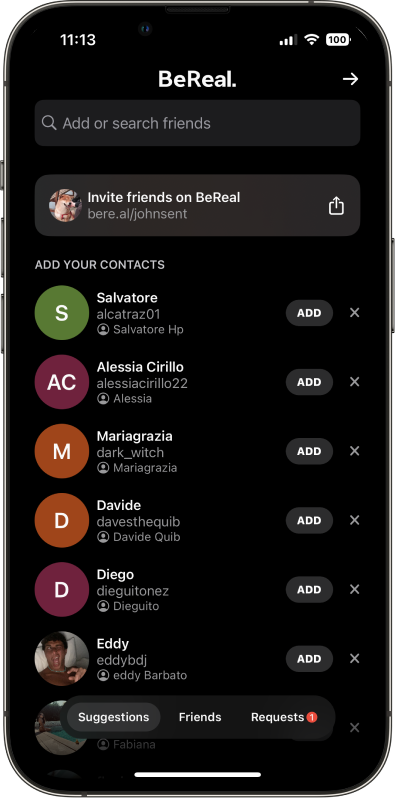 11:13
100
BeReal.
Add or search friends
Invite friends on BeReal
bere.al/johnsent
ADD YOUR CONTACTS
S
Salvatore
alcatraz01
Salvatore Hp
ADD
AC
Alessia Cirillo
alessiacirillo22
Alessia
ADD
M
Mariagrazia
dark_witch
Mariagrazia
ADD
D
Davide
davesthequib
Davide Quib
ADD
D
Diego
dieguitonez
Dieguito
ADD
Eddy
eddybdj
eddy Barbato
ADD
Suggestions
Friends
Requests 1
Fabiana